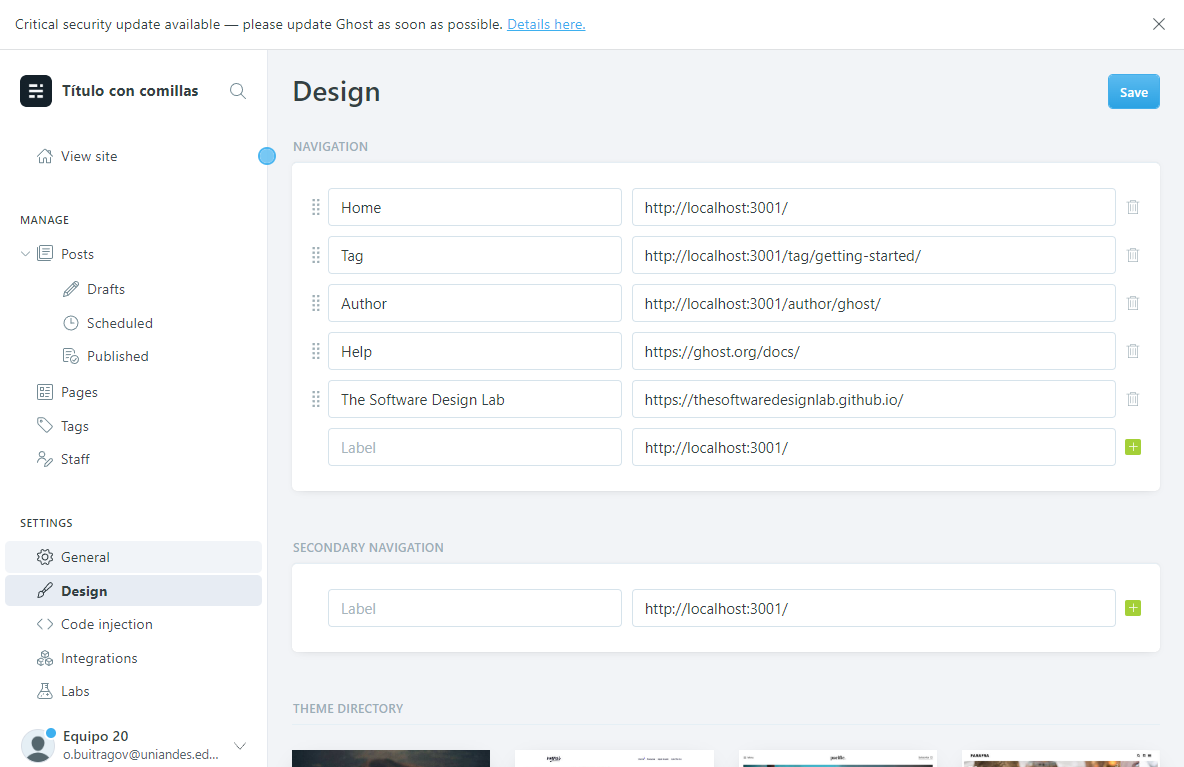 Critical security update available — please update Ghost as soon as possible. Details here.
Título con comillas
View site
MANAGE
Posts
Drafts
Scheduled
Published
Pages
Tags
Staff
SETTINGS
General
Design
Code injection
Integrations
Labs
Equipo 20
o.buitragov@uniandes.ed...
Design
Save
NAVIGATION
Home http://localhost:3001/
Tag http://localhost:3001/tag/getting-started/
Author http://localhost:3001/author/ghost/
Help https://ghost.org/docs/
The Software Design Lab https://thesoftwaredesignlab.github.io/
Label http://localhost:3001/
SECONDARY NAVIGATION
Label http://localhost:3001/
THEME DIRECTORY